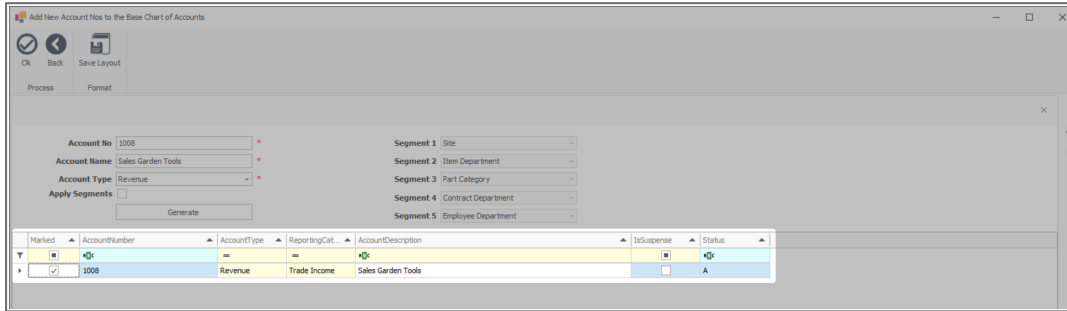 Add New Account Nos to the Base Chart of Accounts
Ok Back Save Layout
Process Format
Account No 1008 * Segment 1 Site
Account Name Sales Garden Tools * Segment 2 Item Department
Account Type Revenue * Segment 3 Part Category
Apply Segments Segment 4 Contract Department
Generate Segment 5 Employee Department
Marked AccountNumber AccountType ReportingCat... AccountDescription IsSuspense Status
= =
1008 Revenue Trade Income Sales Garden Tools A